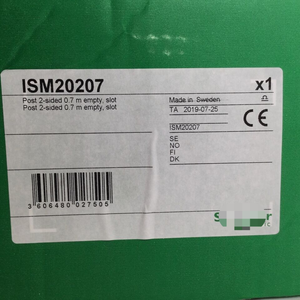 ISM20207
x1
Post 2-sided 0.7 m empty, slot
Post 2-sided 0.7 m empty, slot
Made in Sweden
TA 2019-07-25
ISM20207
CE
SE
NO
FI
DK
3 606480 027505